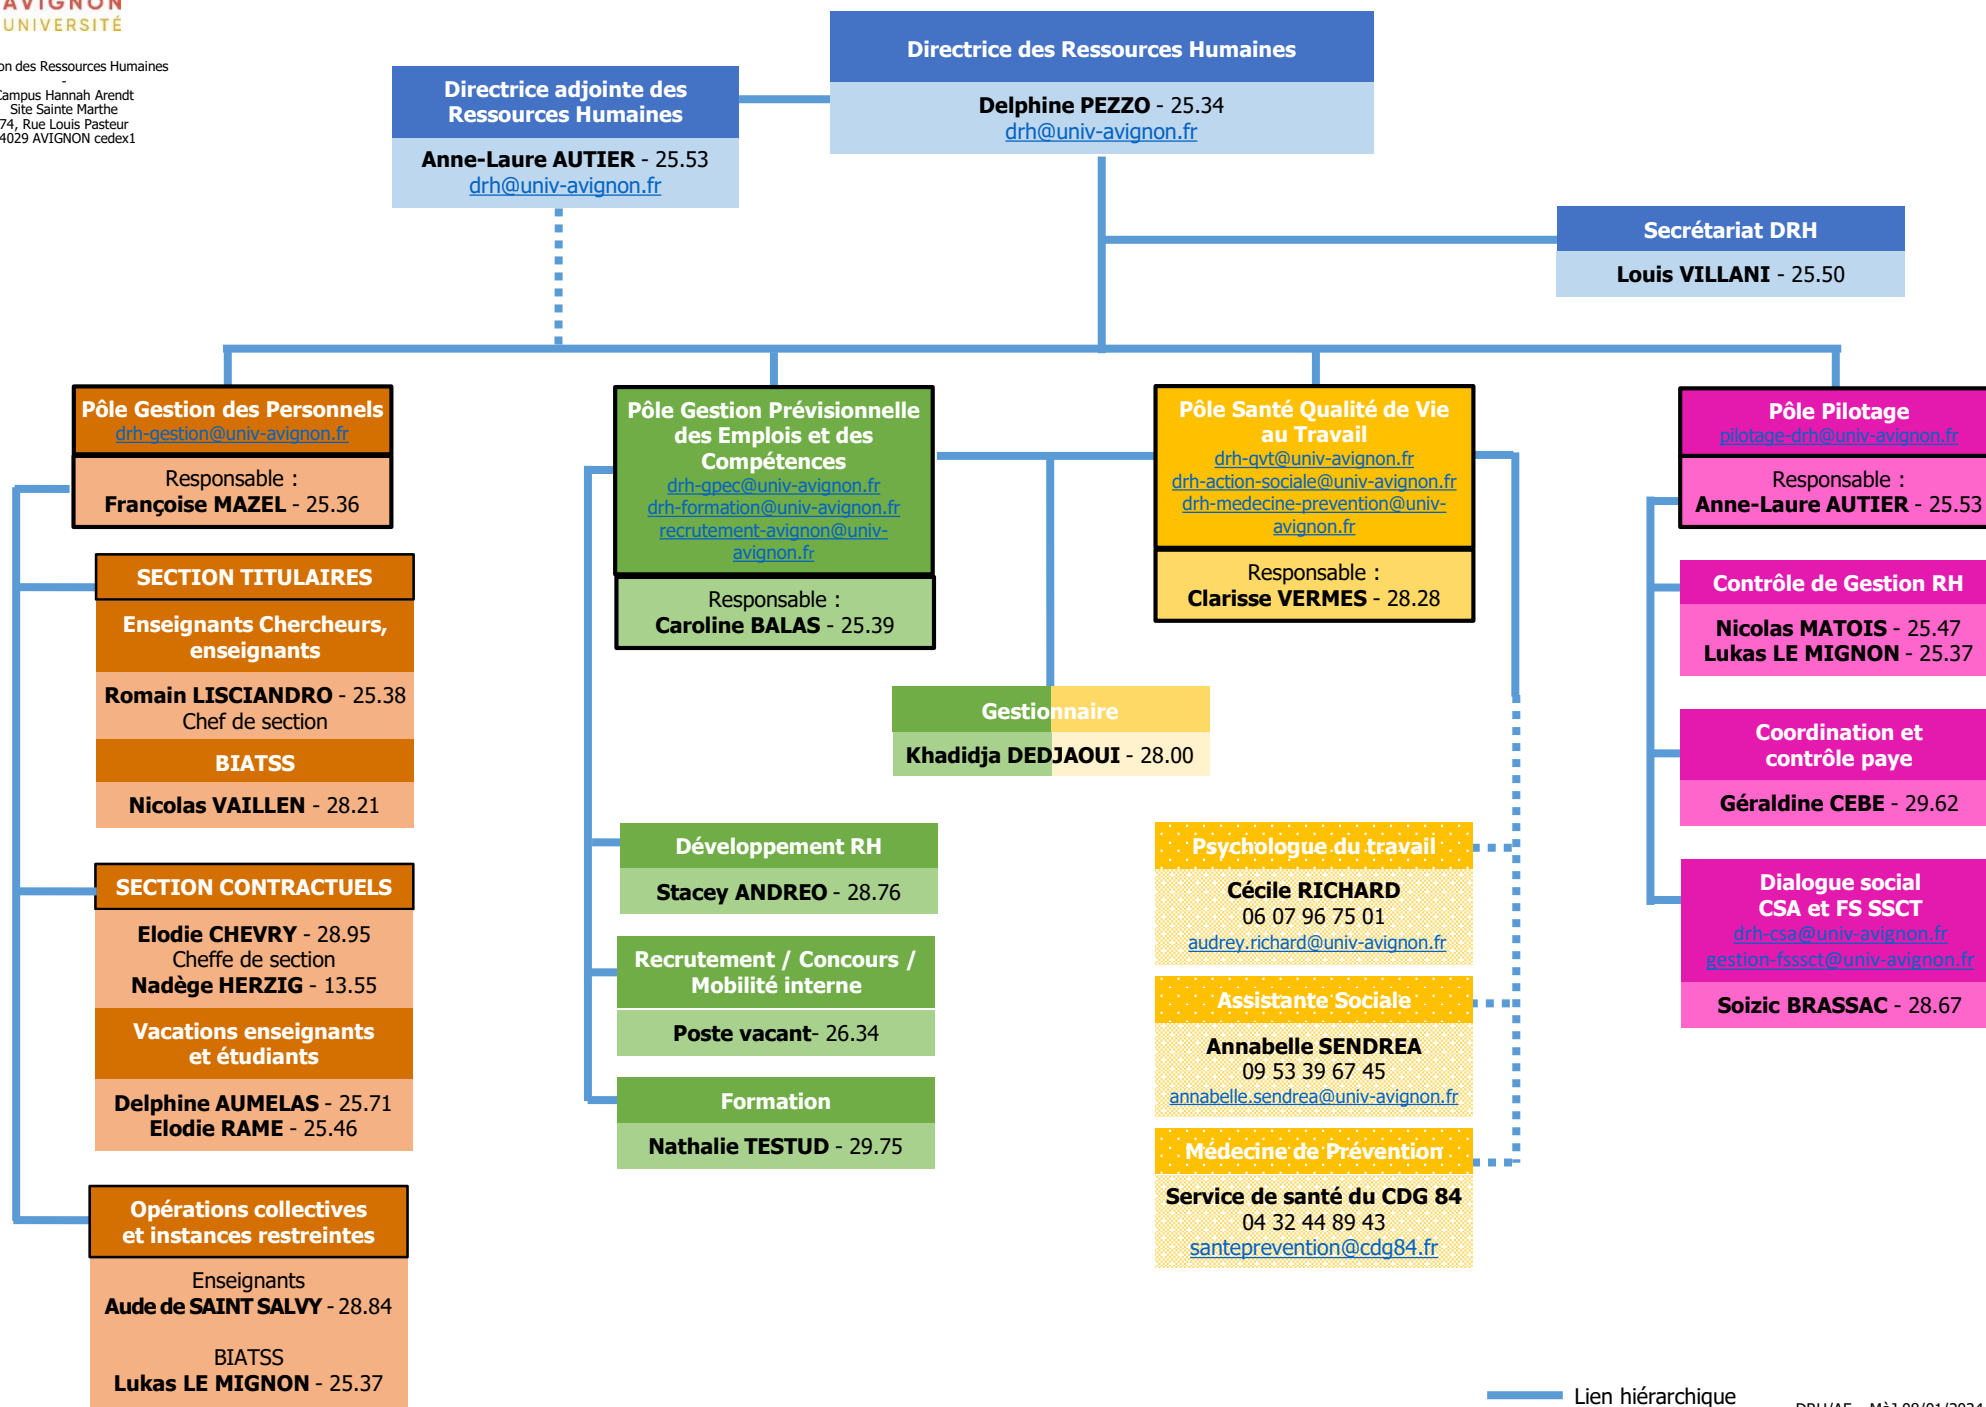 AVIGNON
UNIVERSITÉ
des Ressources Humaines
-
Campus Hannah Arendt
Site Sainte Marthe
74, Rue Louis Pasteur
AVIGNON cedex1
Directrice des Ressources Humaines
Delphine PEZZO - 25.34
drh@univ-avignon.fr
Directrice adjointe des
Ressources Humaines
Anne-Laure AUTIER - 25.53
drh@univ-avignon.fr
Secrétariat DRH
Louis VILLANI - 25.50
Pôle Gestion des Personnels
drh-gestion@univ-avignon.fr
Responsable :
Françoise MAZEL - 25.36
SECTION TITULAIRES
Enseignants Chercheurs,
enseignants
Romain LISCIANDRO - 25.38
Chef de section
BIATSS
Nicolas VAILLEN - 28.21
SECTION CONTRACTUELS
Elodie CHEVRY - 28.95
Cheffe de section
Nadège HERZIG - 13.55
Vacations enseignants
et étudiants
Delphine AUMELAS - 25.71
Elodie RAME - 25.46
Opérations collectives
et instances restreintes
Enseignants
Aude de SAINT SALVY - 28.84
BIATSS
Lukas LE MIGNON - 25.37
Pôle Gestion Prévisionnelle
des Emplois et des
Compétences
drh-gpec@univ-avignon.fr
drh-formation@univ-avignon.fr
recrutement-avignon@univ-
avignon.fr
Responsable :
Caroline BALAS - 25.39
Gestionnaire
Khadidja DEDJAOUI - 28.00
Développement RH
Stacey ANDREO - 28.76
Recrutement / Concours /
Mobilité interne
Poste vacant- 26.34
Formation
Nathalie TESTUD - 29.75
Pôle Santé Qualité de Vie
au Travail
drh-qvt@univ-avignon.fr
drh-action-sociale@univ-avignon.fr
drh-medecine-prevention@univ-
avignon.fr
Responsable :
Clarisse VERMES - 28.28
Psychologue du travail
Cécile RICHARD
06 07 96 75 01
audrey.richard@univ-avignon.fr
Assistante Sociale
Annabelle SENDREA
09 53 39 67 45
annabelle.sendrea@univ-avignon.fr
Médecine de Prévention
Service de santé du CDG 84
04 32 44 89 43
santeprevention@cdg84.fr
Pôle Pilotage
pilotage-drh@univ-avignon.fr
Responsable :
Anne-Laure AUTIER - 25.53
Contrôle de Gestion RH
Nicolas MATOIS - 25.47
Lukas LE MIGNON - 25.37
Coordination et
contrôle paye
Géraldine CEBE - 29.62
Dialogue social
CSA et FS SSCT
drh-csa@univ-avignon.fr
gestion-fsssct@univ-avignon.fr
Soizic BRASSAC - 28.67
Lien hiérarchique